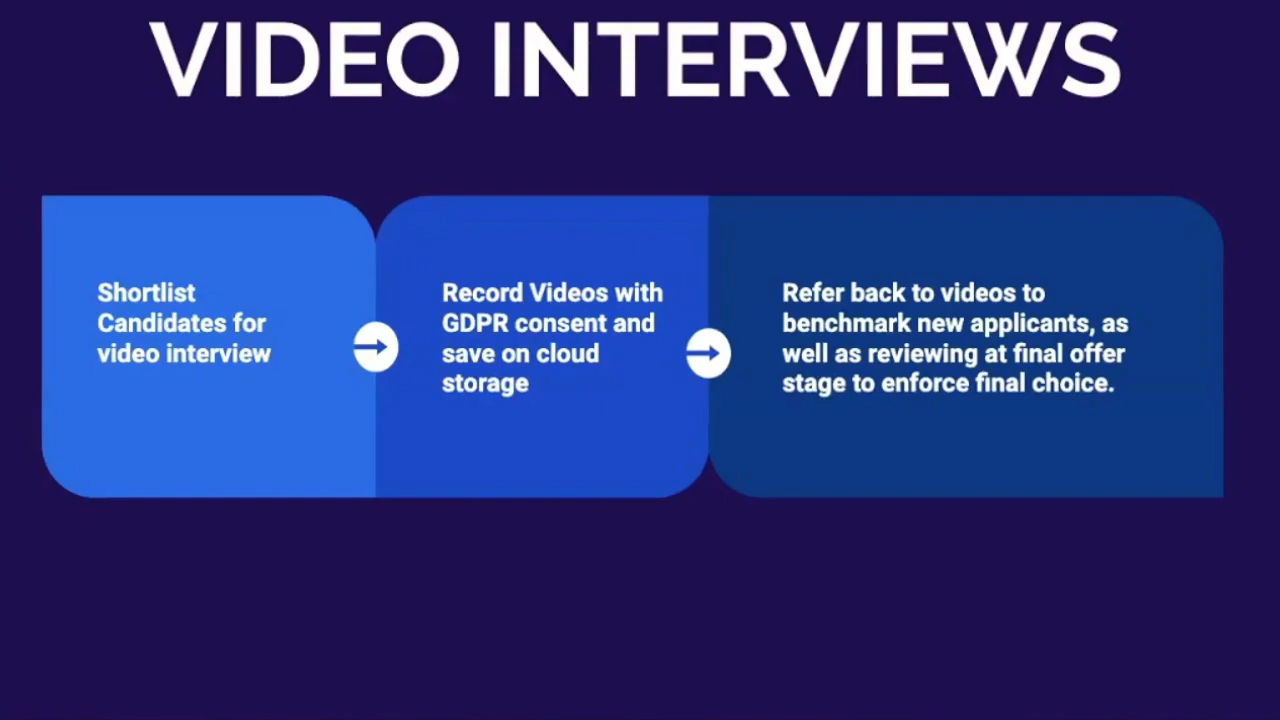 VIDEO INTERVIEWS
Shortlist
Candidates for
video interview
Record Videos with
GDPR consent and
save on cloud
storage
Refer back to videos to
benchmark new applicants, as
well as reviewing at final offer
stage to enforce final choice.